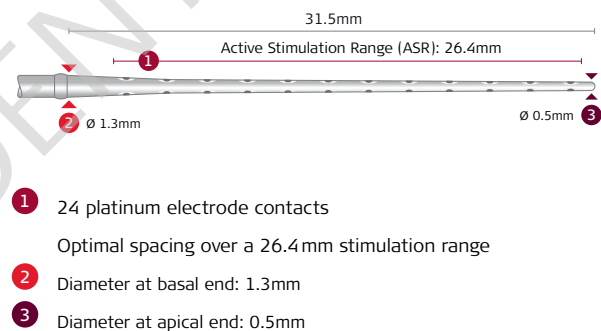 31.5mm
Active Stimulation Range (ASR): 26.4mm
1
2 Ø 1.3mm
Ø 0.5mm 3
1 24 platinum electrode contacts
Optimal spacing over a 26.4 mm stimulation range
2 Diameter at basal end: 1.3mm
3 Diameter at apical end: 0.5mm